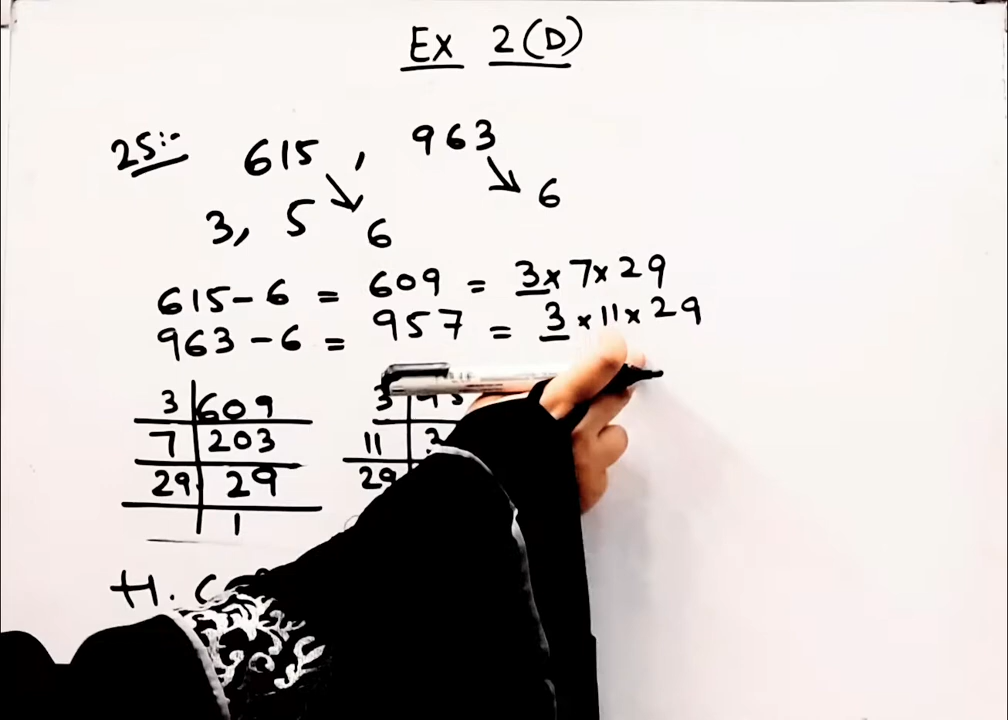 Ex 2(D)
25:- 615 , 963
3, 5 6 6
615 - 6 = 609 = 3 × 7 × 29
963 - 6 = 957 = 3 × 11 × 29
3 609 3
7 203 11
29 29 29
1
H. C